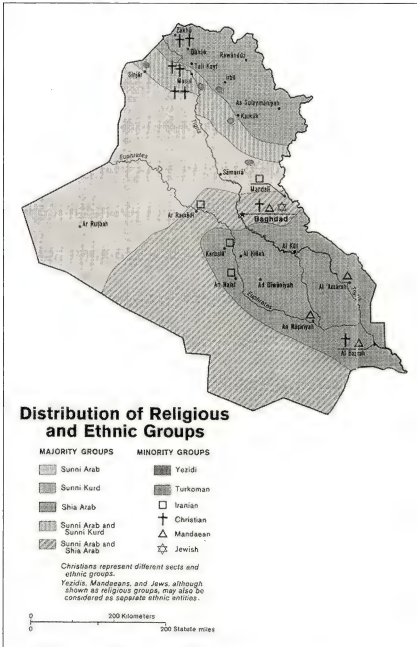 Zakhu
Dahuk
Rawanduz
Tall Kayf
Sinjar
Mosul
Irbil
As Sulaymaniyah
Kirkuk
Tigris
Euphrates
Samarra
Mandali
Ar Ramadi
Baghdad
Ar Rutbah
Karbala
Al Hillah
Al Kut
An Najaf
Ad Diwaniyah
Al Amarah
Tigris
Euphrates
An Nasiriyah
Al Basrah
Distribution of Religious
and Ethnic Groups
MAJORITY GROUPS
Sunni Arab
Sunni Kurd
Shia Arab
Sunni Arab and
Sunni Kurd
Sunni Arab and
Shia Arab
MINORITY GROUPS
Yezidi
Turkoman
Iranian
Christian
Mandaean
Jewish
Christians represent different sects and
ethnic groups.
Yezidis, Mandaeans, and Jews, although
shown as religious groups, may also be
considered as separate ethnic entities.
0 200 Kilometers
0 200 Statute miles